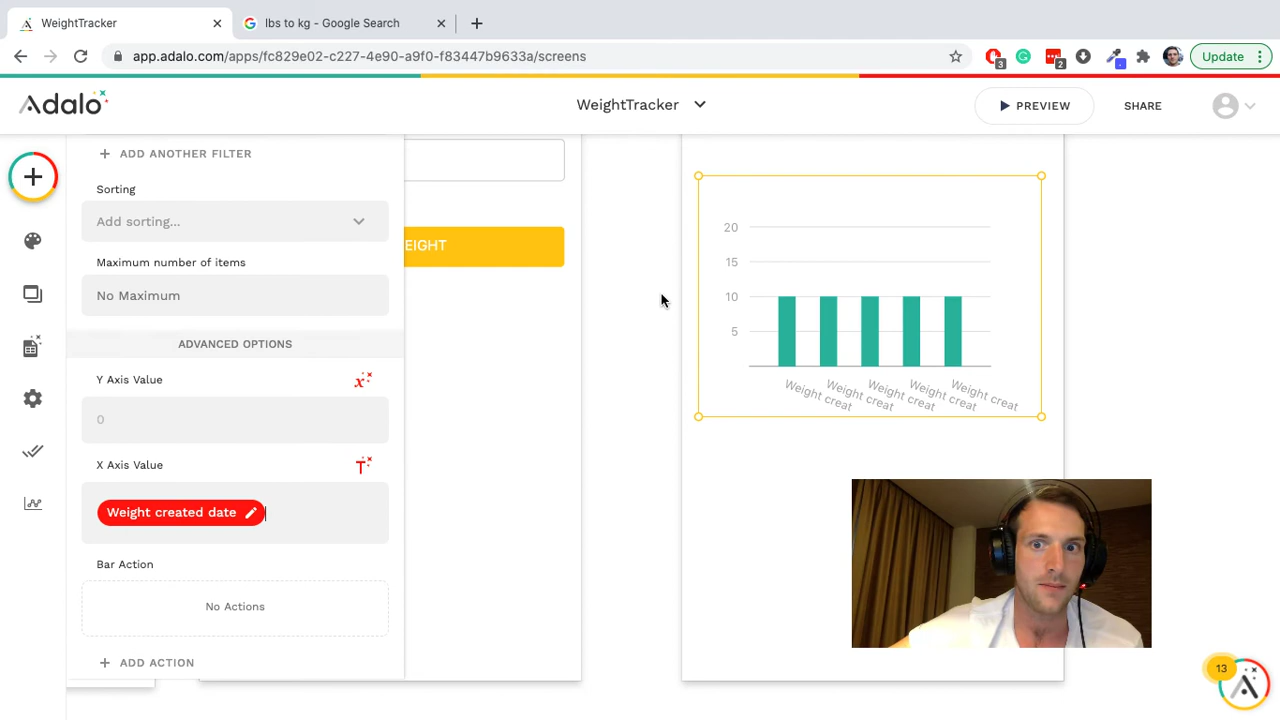 WeightTracker
lbs to kg - Google Search
app.adalo.com/apps/fc829e02-c227-4e90-a9f0-f83447b9633a/screens
3
2
Update
Adalo
WeightTracker
PREVIEW
SHARE
+ ADD ANOTHER FILTER
Sorting
Add sorting...
Maximum number of items
No Maximum
ADVANCED OPTIONS
Y Axis Value
0
X Axis Value
Weight created date
Bar Action
No Actions
+ ADD ACTION
EIGHT
20
15
10
5
Weight creat
Weight creat
Weight creat
Weight creat
Weight creat
13